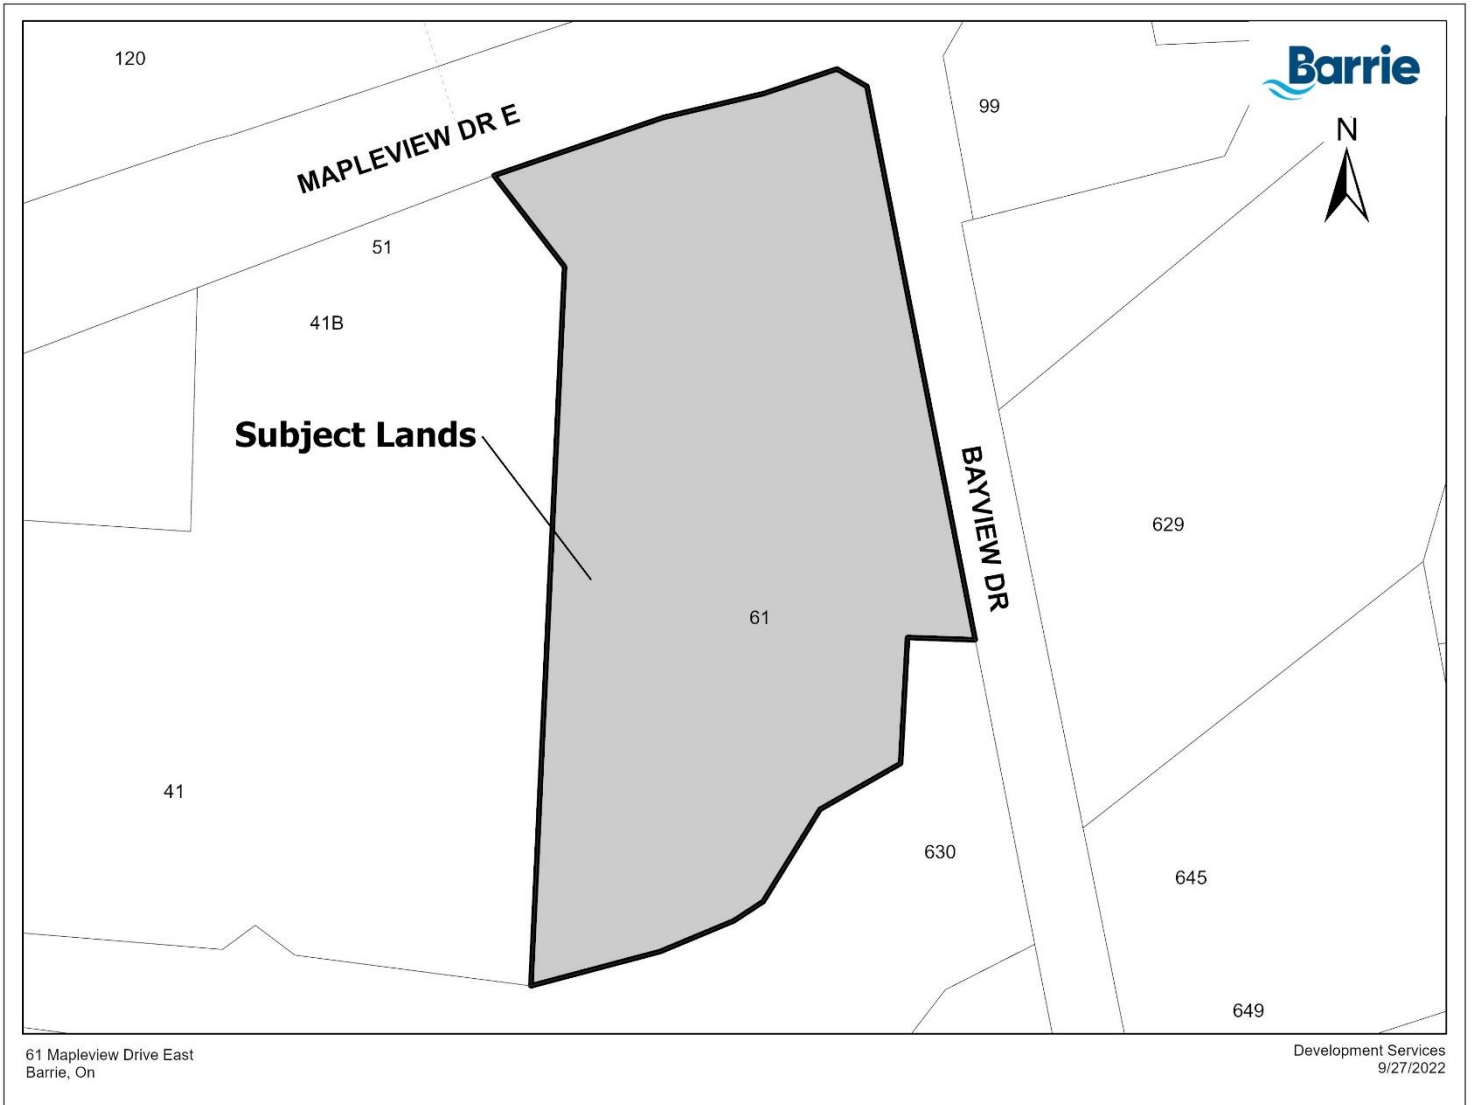 120
Barrie
99
N
MAPLEVIEW DR E
51
41B
Subject Lands
BAYVIEW DR
629
61
41
630
645
649
61 Mapleview Drive East
Barrie, On
Development Services
9/27/2022